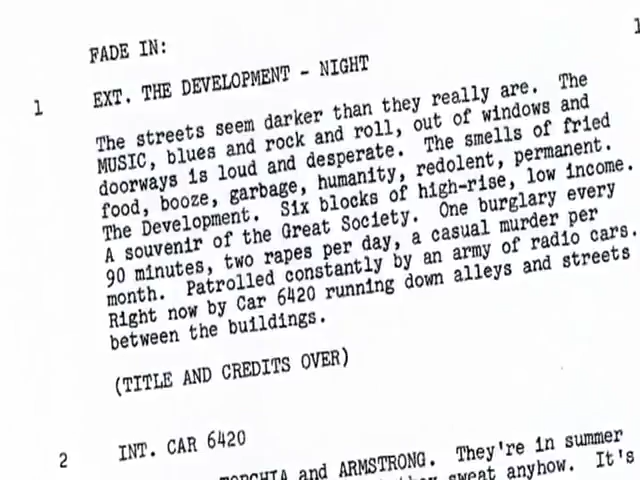 1
FADE IN:
1 EXT. THE DEVELOPMENT - NIGHT
The streets seem darker than they really are. The
MUSIC, blues and rock and roll, out of windows and
doorways is loud and desperate. The smells of fried
food, booze, garbage, humanity, redolent, permanent.
The Development. Six blocks of high-rise, low income.
A souvenir of the Great Society. One burglary every
90 minutes, two rapes per day, a casual murder per
month. Patrolled constantly by an army of radio cars.
Right now by Car 6420 running down alleys and streets
between the buildings.
(TITLE AND CREDITS OVER)
2 INT. CAR 6420
and ARMSTRONG. They're in summer
sweat anyhow. It's